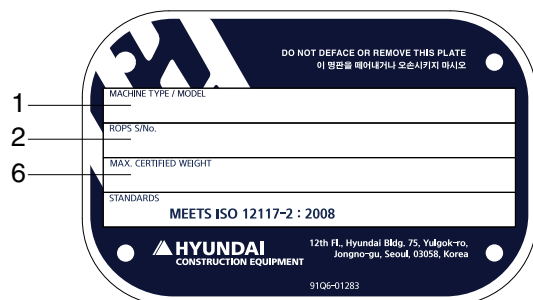 DO NOT DEFACE OR REMOVE THIS PLATE
이 명판을 떼어내거나 오손시키지 마시오
1
MACHINE TYPE / MODEL
2
ROPS S/No.
6
MAX. CERTIFIED WEIGHT
STANDARDS
MEETS ISO 12117-2 : 2008
HYUNDAI
CONSTRUCTION EQUIPMENT
12th Fl., Hyundai Bldg. 75, Yulgok-ro,
Jongno-gu, Seoul, 03058, Korea
91Q6-01283